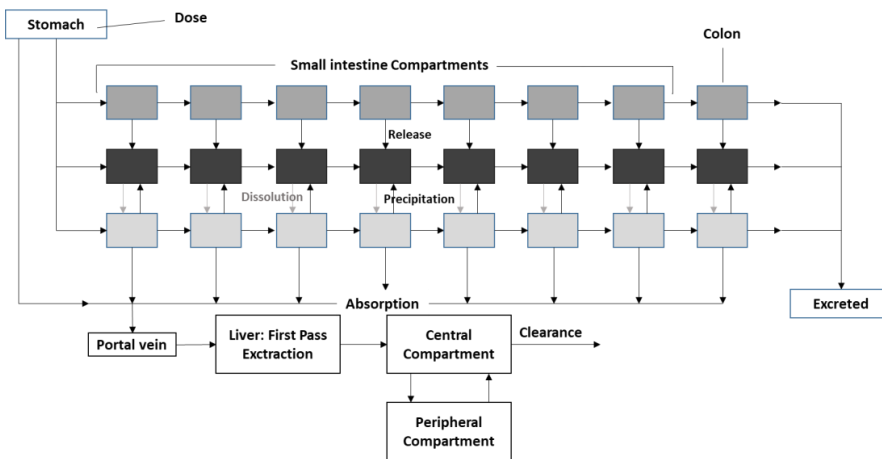 Stomach
Dose
Colon
Small intestine Compartments
Release
Dissolution
Precipitation
Absorption
Excreted
Portal vein
Liver: First Pass
Exctraction
Central
Compartment
Clearance
Peripheral
Compartment